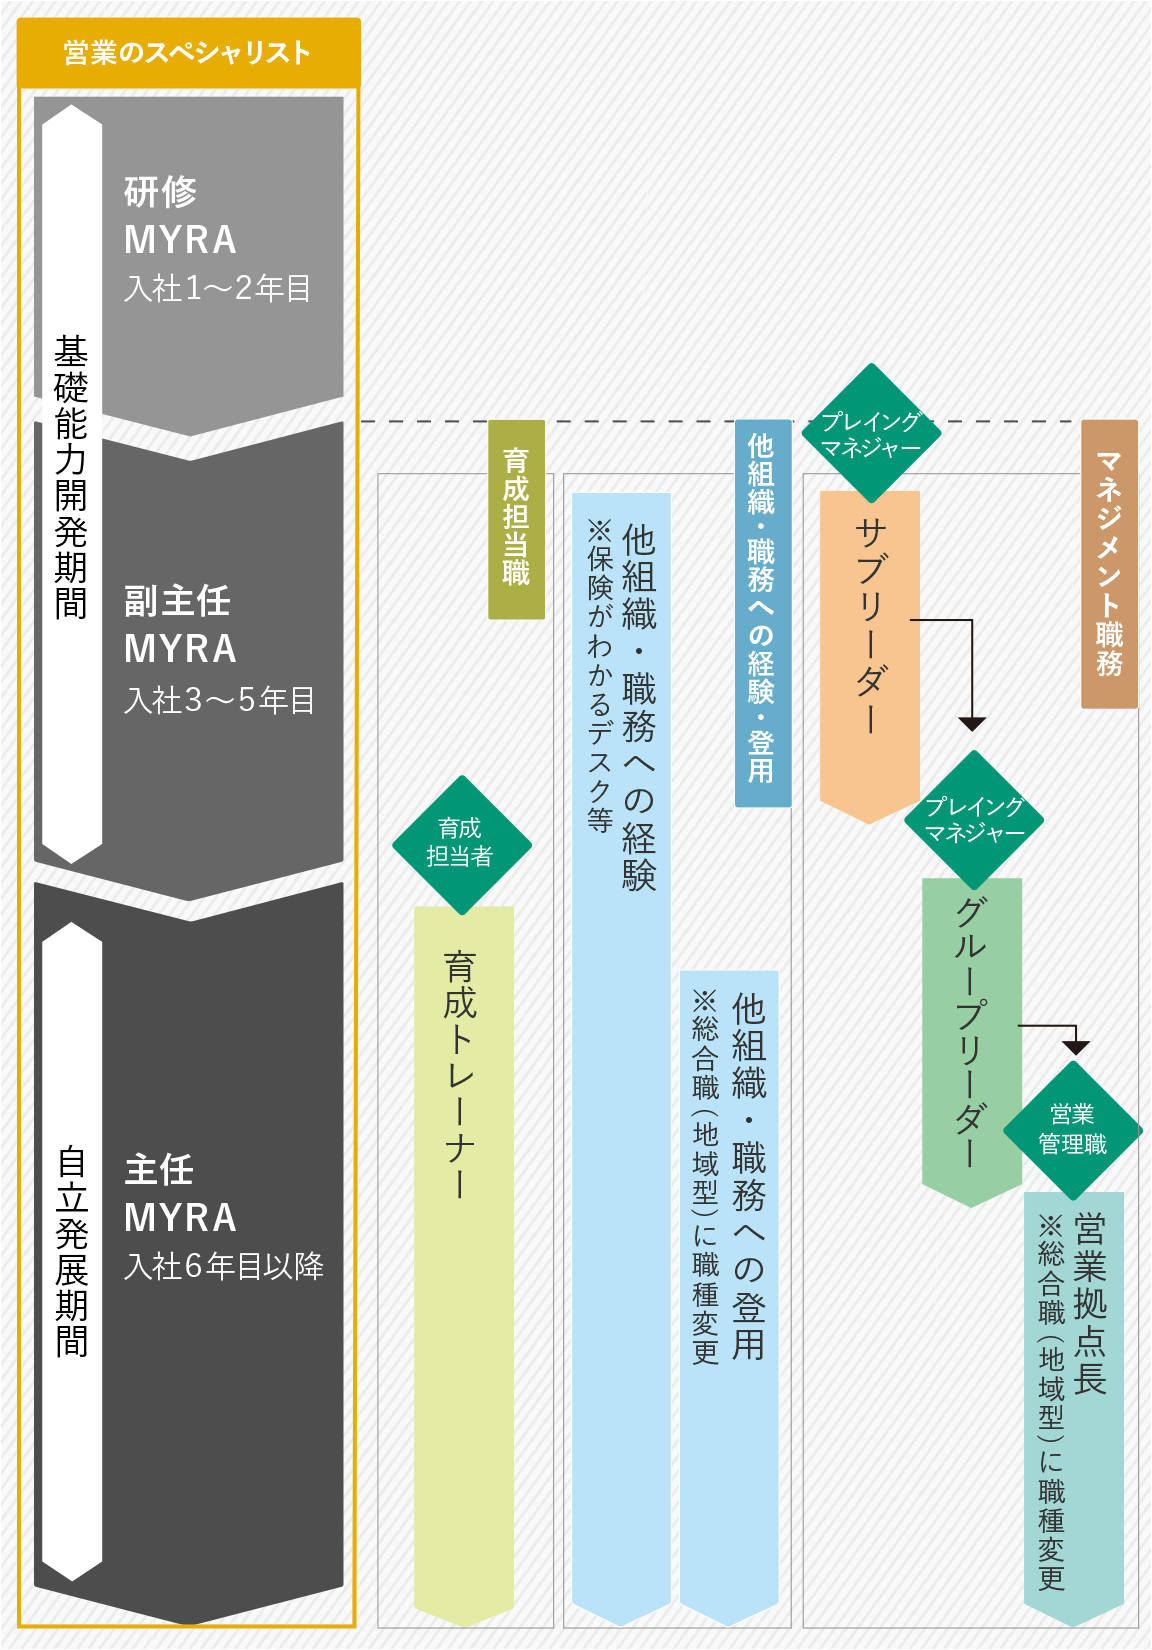 営業のスペシャリスト
基礎能力開発期間
研修
MYRA
入社1〜2年目
副主任
MYRA
入社3〜5年目
自立発展期間
主任
MYRA
入社6年目以降
育成担当職
育成
担当者
育成トレーナー
他組織・職務への経験・登用
他組織・職務への経験
※保険がわかるデスク等
他組織・職務への登用
※総合職(地域型)に職種変更
マネジメント職務
プレイング
マネジャー
サブリーダー
プレイング
マネジャー
グループリーダー
営業
管理職
営業拠点長
※総合職(地域型)に職種変更